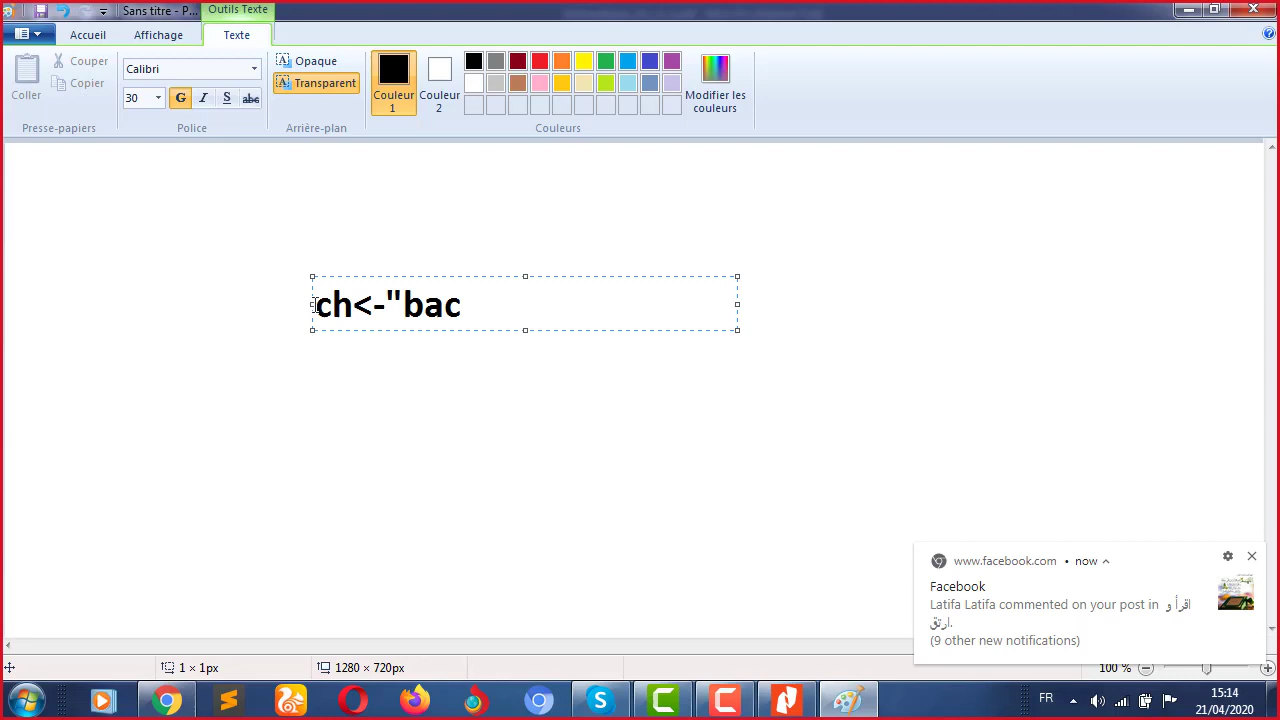 Sans titre - P...
Outils Texte
Accueil
Affichage
Texte
Coller
Couper
Copier
Presse-papiers
Calibri
30
G I S abc
Police
Opaque
Transparent
Arrière-plan
Couleur 1
Couleur 2
Modifier les couleurs
Couleurs
ch<-"bac
www.facebook.com • now
Facebook
Latifa Latifa commented on your post in اقرأ و
ارتق.
(9 other new notifications)
1 × 1px
1280 × 720px
100 %
FR
15:14
21/04/2020